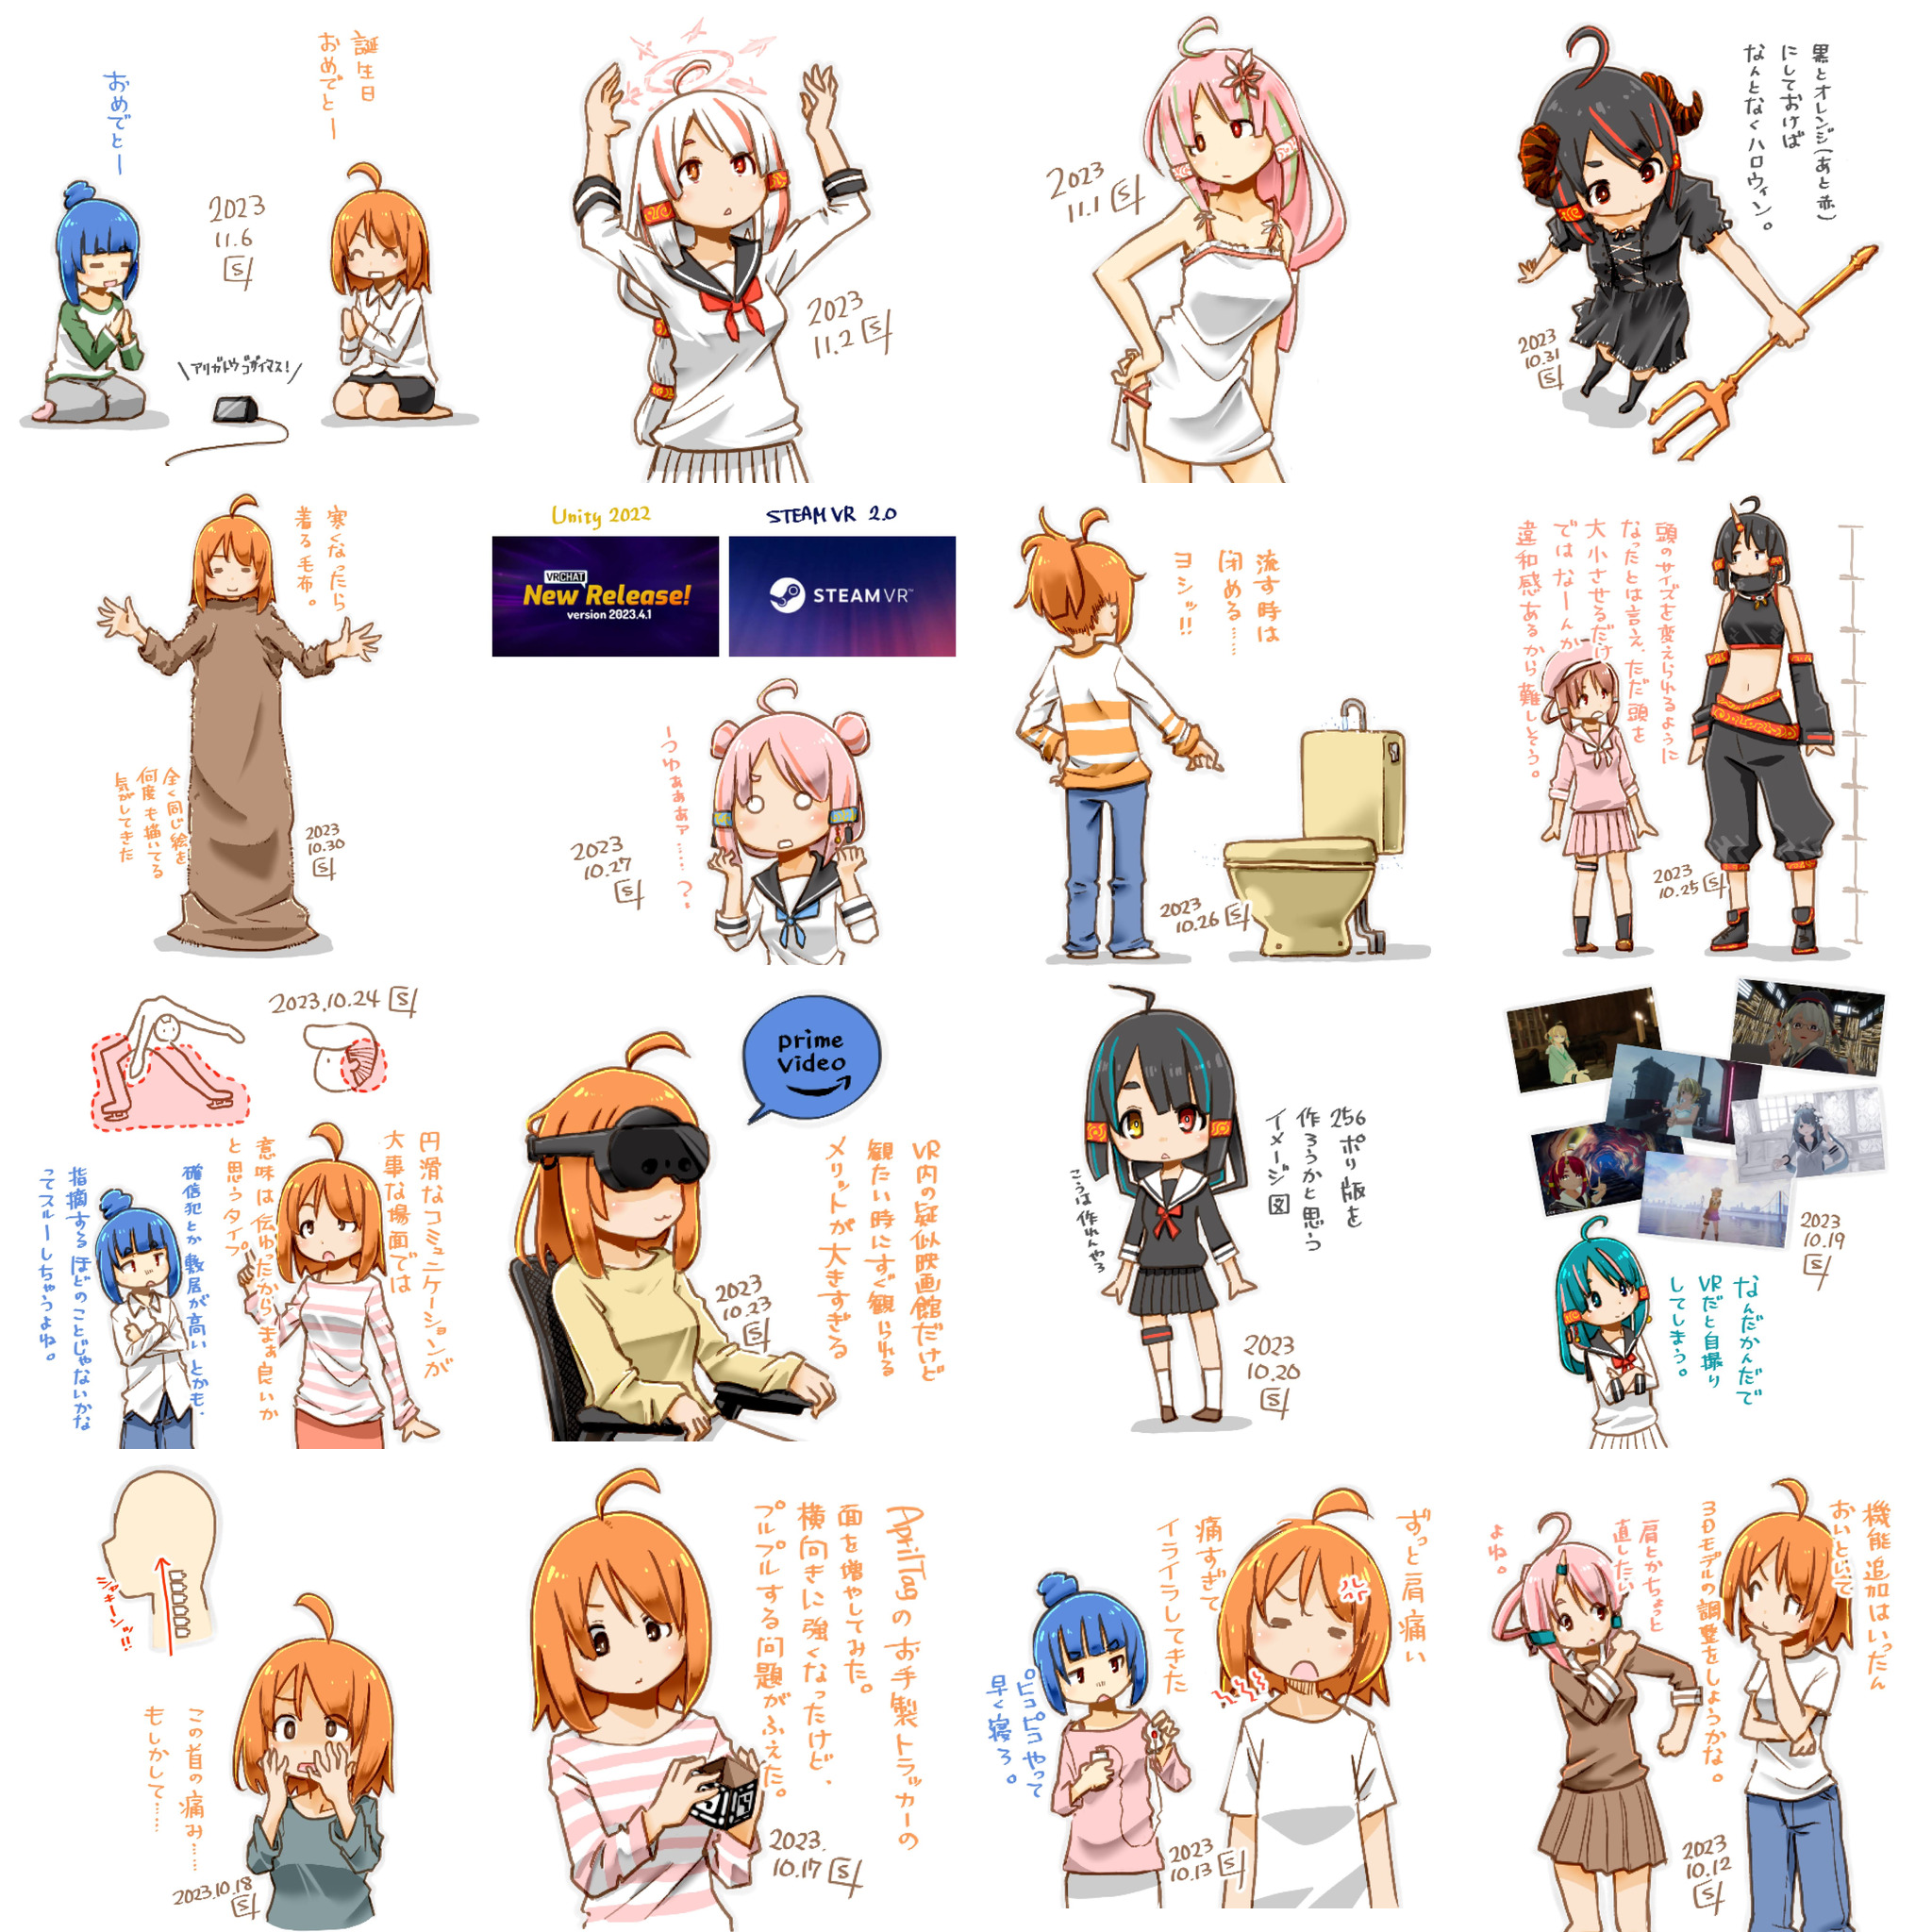 おめでとー
誕生日
おめでとー
2023
11.6
アリガトウゴザイマス!
2023
11.2
2023
11.1
黒とオレンジ(あと赤)
にしておけば
なんとなくハロウィン。
2023
10.31
寒くなったら
着る毛布。
全く同じ絵を
何度も描いてる
気がしてきた
2023
10.30
Unity 2022
STEAM VR 2.0
VRCHAT
New Release!
version 2023.4.1
STEAMVR™
ーつゅぁぁぁァ……?
2023
10.27
流す時は
閉める……
ヨシッ!!
2023
10.26
頭のサイズを変えられるように
なったとは言え、ただ頭を
大小させるだけ
ではなーんか
違和感あるから難しそう。
2023
10.25
2023.10.24
円滑なコミュニケーションが
大事な場面では
意味は伝わったからまぁ良いか
と思うタイプ
確信犯とか敷居が高いとかも、
指摘するほどのことじゃないかな
ってスルーしちゃうよね。
prime
video
VR内の疑似映画館だけど
観たい時にすぐ観られる
メリットが大きすぎる
2023
10.23
256ポリ版を
作ろうかと思う
イメージ図
こうは作れんやろ
2023
10.20
2023
10.19
なんだかんだで
VRだと自撮り
してしまう。
シャキーン!!
この首の痛み……
もしかして……
2023.10.18
AprilTagのお手製トラッカーの
面を増やしてみた。
横向きに強くなったけど、
プルプルする問題がふえた。
2023.
10.17
ずっと肩痛い
痛すぎて
イライラしてきた
ピコピコやって
早く寝ろ。
2023
10.13
機能追加はいったん
おいといて
3Dモデルの調整をしようかな。
肩とかちょっと
直したい
よね。
2023
10.12